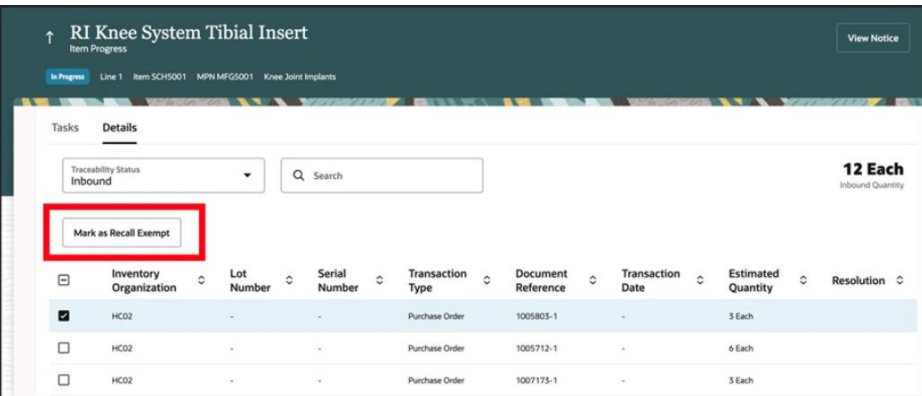 RI Knee System Tibial Insert
Item Progress
View Notice
In Progress Line 1 Item SCH5001 MPN MFG5001 Knee Joint Implants
Tasks Details
Traceability Status
Inbound
Search
12 Each
Inbound Quantity
Mark as Recall Exempt
Inventory Organization Lot Number Serial Number Transaction Type Document Reference Transaction Date Estimated Quantity Resolution
HC02 - - Purchase Order 1005803-1 - 3 Each
HC02 - - Purchase Order 1005712-1 - 6 Each
HC02 - - Purchase Order 1007173-1 - 3 Each